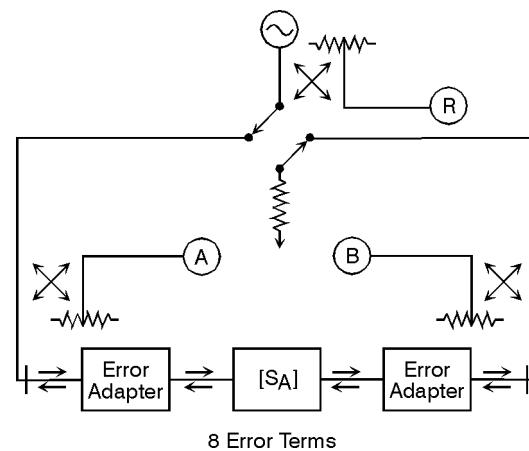 R
A
B
Error
Adapter
[SA]
Error
Adapter
8 Error Terms